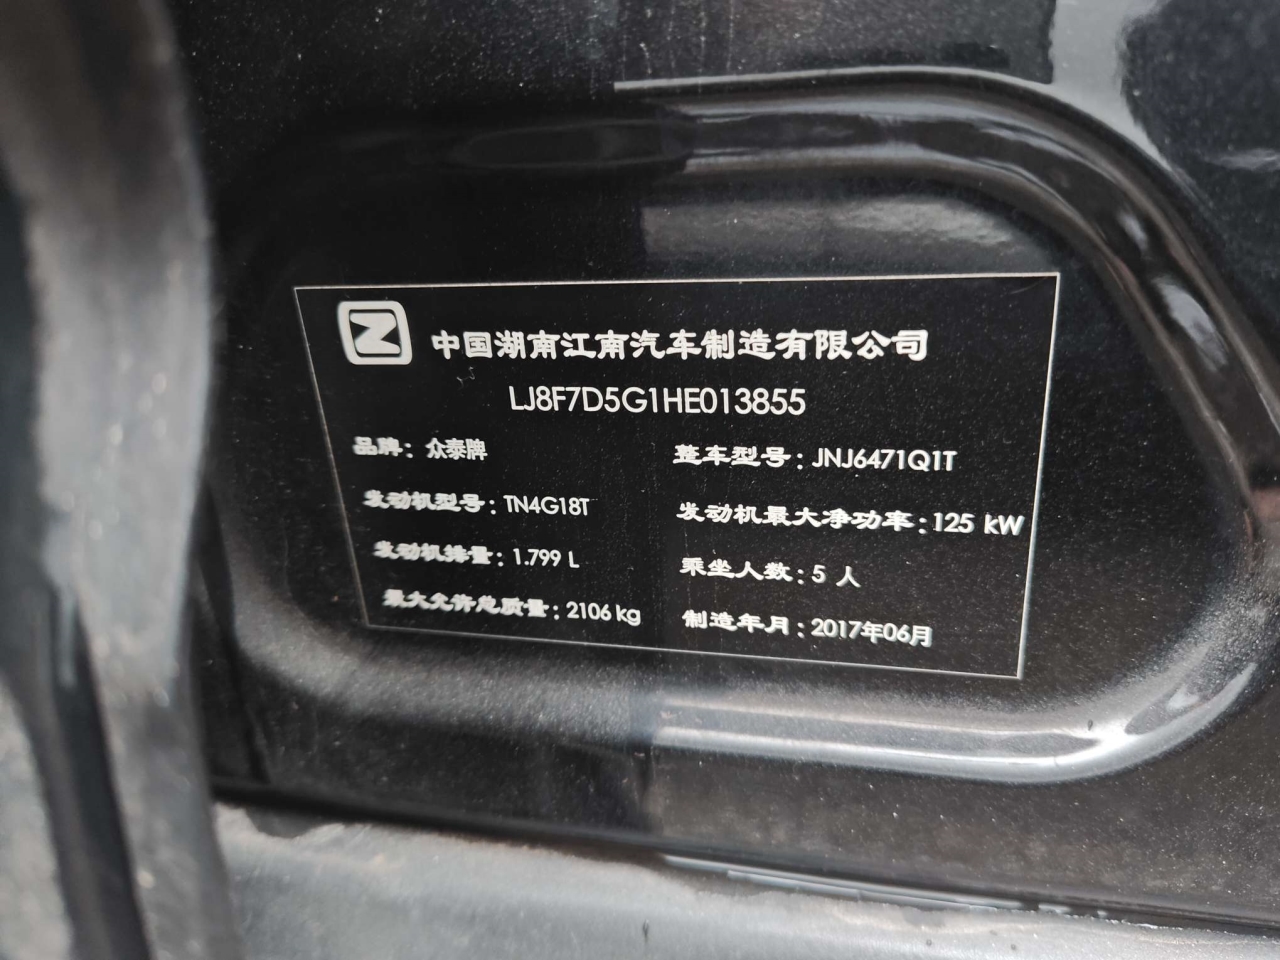 中国湖南江南汽车制造有限公司
LJ8F7D5G1HE013855
品牌：众泰牌 整车型号：JNJ6471Q1T
发动机型号：TN4G18T 发动机最大净功率：125 kW
发动机排量：1.799 L 乘坐人数：5 人
最大允许总质量：2106 kg 制造年月：2017年06月